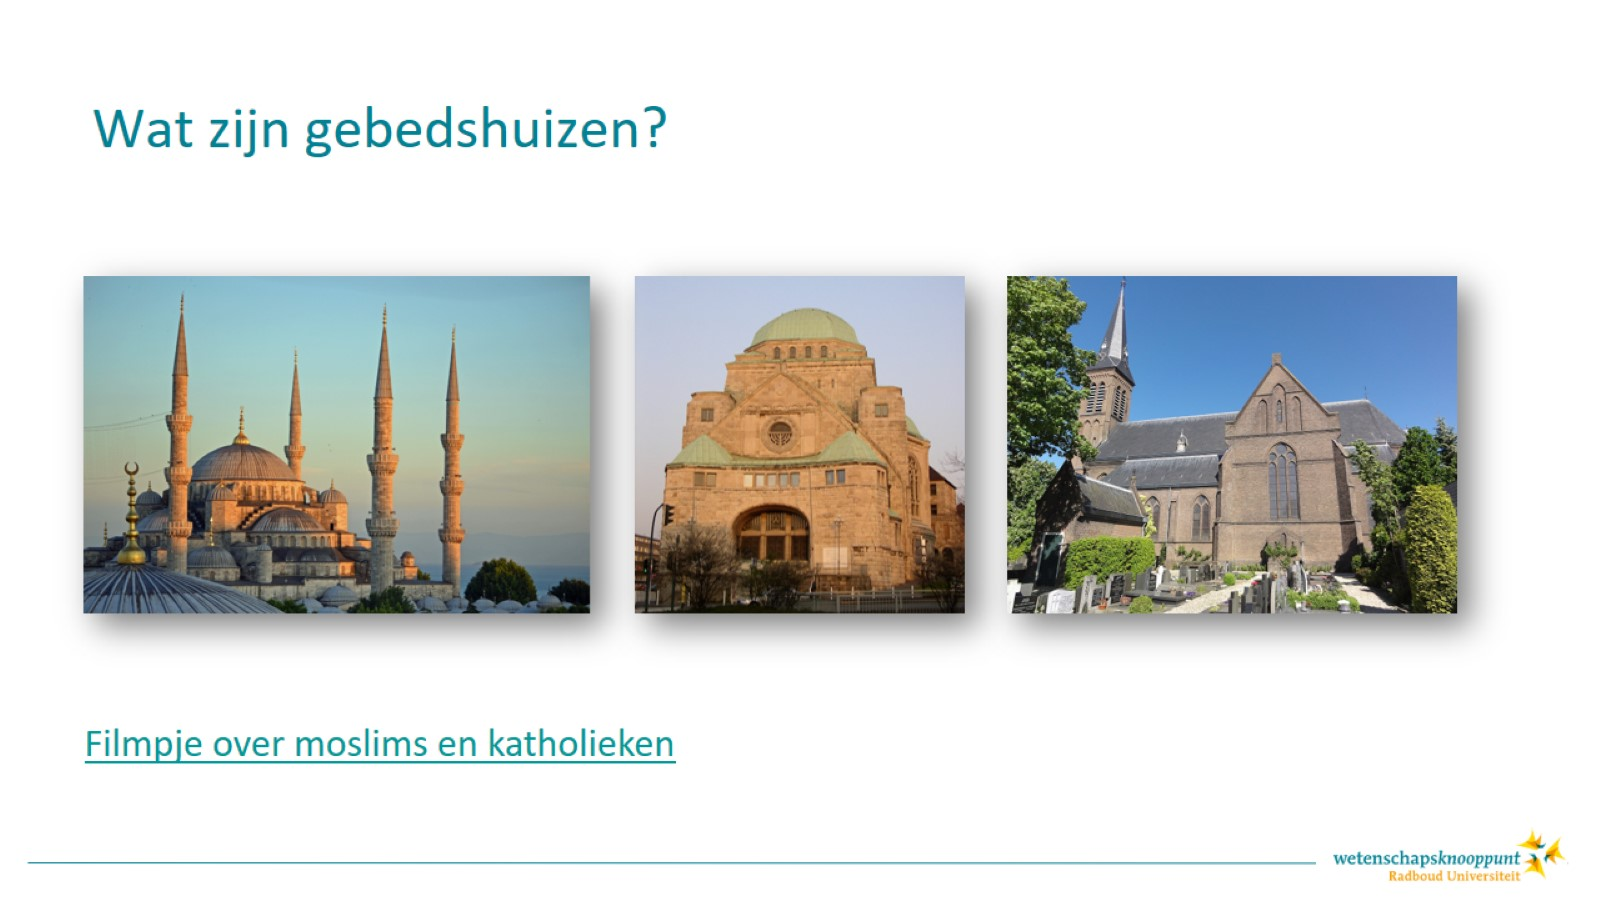 Wat zijn gebedshuizen?
Filmpje over moslims en katholieken
wetenschapsknooppunt
Radboud Universiteit